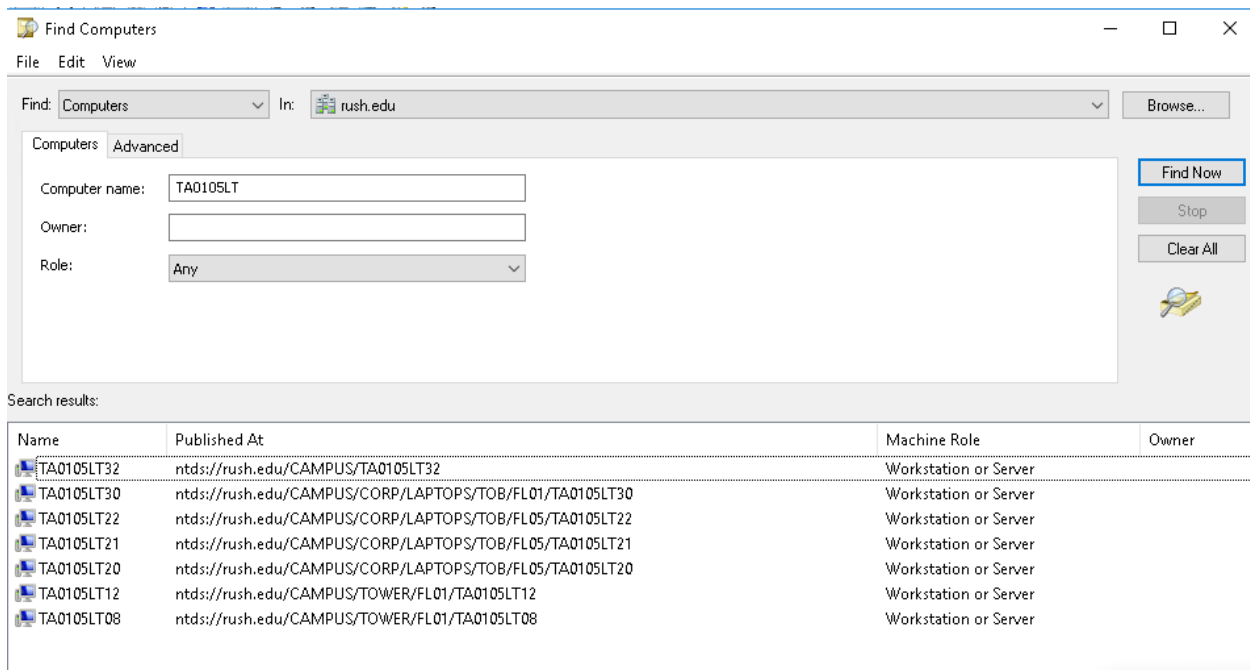 Find Computers
File Edit View
Find: Computers In: rush.edu Browse...
Computers Advanced
Computer name: TA0105LT
Owner:
Role: Any
Find Now
Stop
Clear All
Search results:
Name Published At Machine Role Owner
TA0105LT32 ntds://rush.edu/CAMPUS/TA0105LT32 Workstation or Server
TA0105LT30 ntds://rush.edu/CAMPUS/CORP/LAPTOPS/TOB/FL01/TA0105LT30 Workstation or Server
TA0105LT22 ntds://rush.edu/CAMPUS/CORP/LAPTOPS/TOB/FL05/TA0105LT22 Workstation or Server
TA0105LT21 ntds://rush.edu/CAMPUS/CORP/LAPTOPS/TOB/FL05/TA0105LT21 Workstation or Server
TA0105LT20 ntds://rush.edu/CAMPUS/CORP/LAPTOPS/TOB/FL05/TA0105LT20 Workstation or Server
TA0105LT12 ntds://rush.edu/CAMPUS/TOWER/FL01/TA0105LT12 Workstation or Server
TA0105LT08 ntds://rush.edu/CAMPUS/TOWER/FL01/TA0105LT08 Workstation or Server